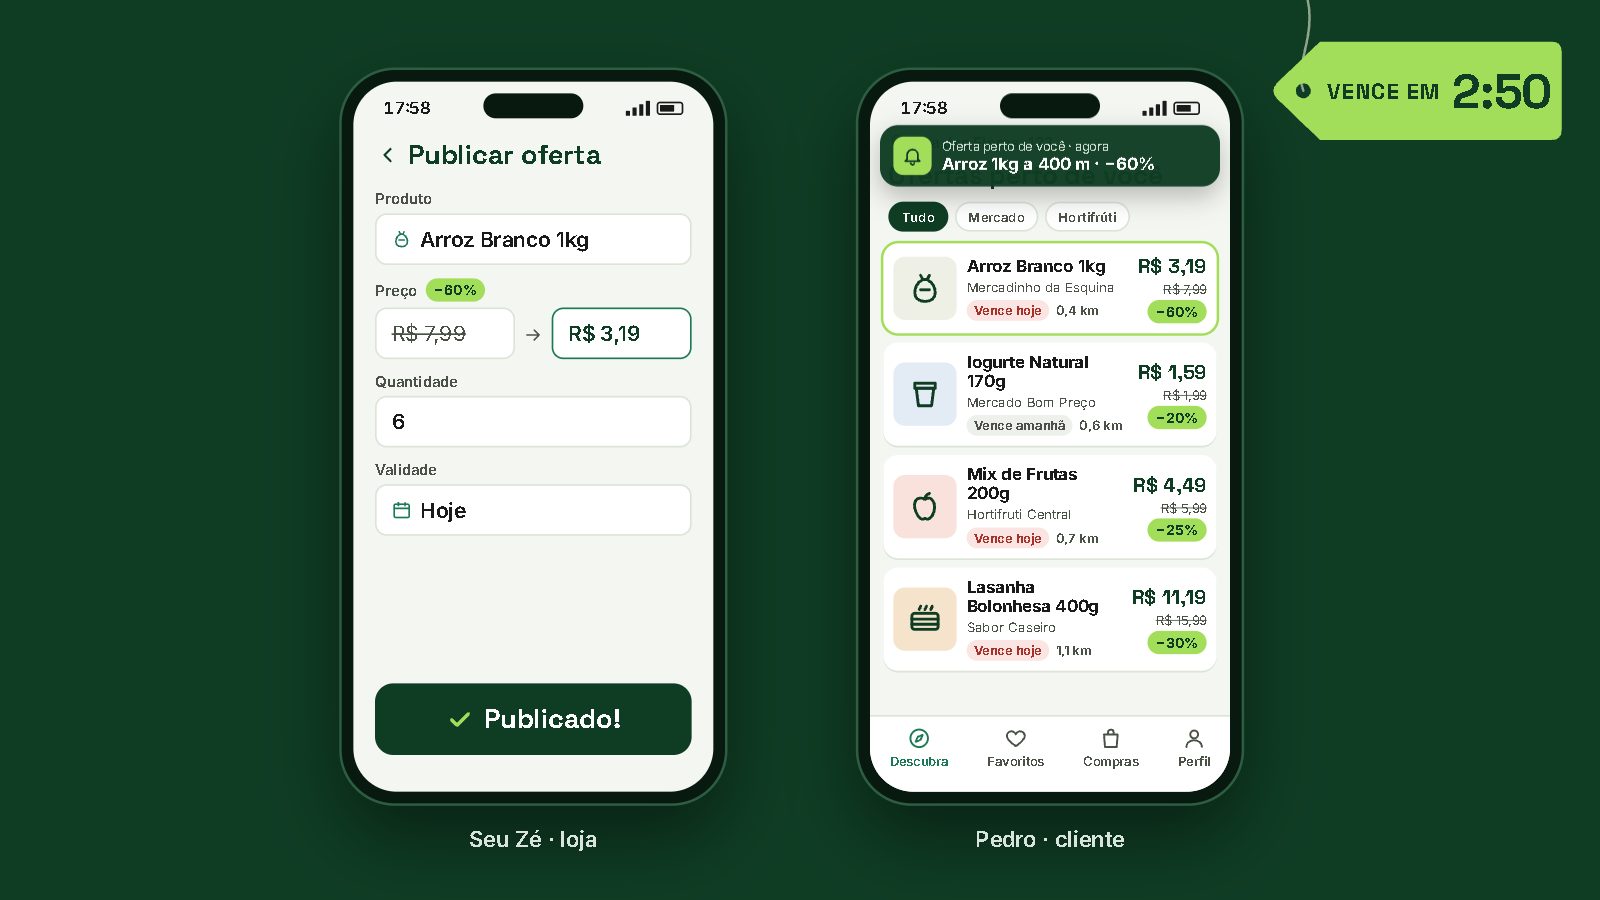 VENCE EM 2:50
17:58
Publicar oferta
Produto
Arroz Branco 1kg
Preço −60%
R$ 7,99 → R$ 3,19
Quantidade
6
Validade
Hoje
Publicado!
Seu Zé · loja
17:58
Oferta perto de você · agora
Arroz 1kg a 400 m · −60%
Ofertas perto de você
Tudo Mercado Hortifrúti
Arroz Branco 1kg
Mercadinho da Esquina
Vence hoje 0,4 km
R$ 3,19
R$ 7,99
−60%
Iogurte Natural
170g
Mercado Bom Preço
Vence amanhã 0,6 km
R$ 1,59
R$ 1,99
−20%
Mix de Frutas
200g
Hortifruti Central
Vence hoje 0,7 km
R$ 4,49
R$ 5,99
−25%
Lasanha
Bolonhesa 400g
Sabor Caseiro
Vence hoje 1,1 km
R$ 11,19
R$ 15,99
−30%
Descubra Favoritos Compras Perfil
Pedro · cliente